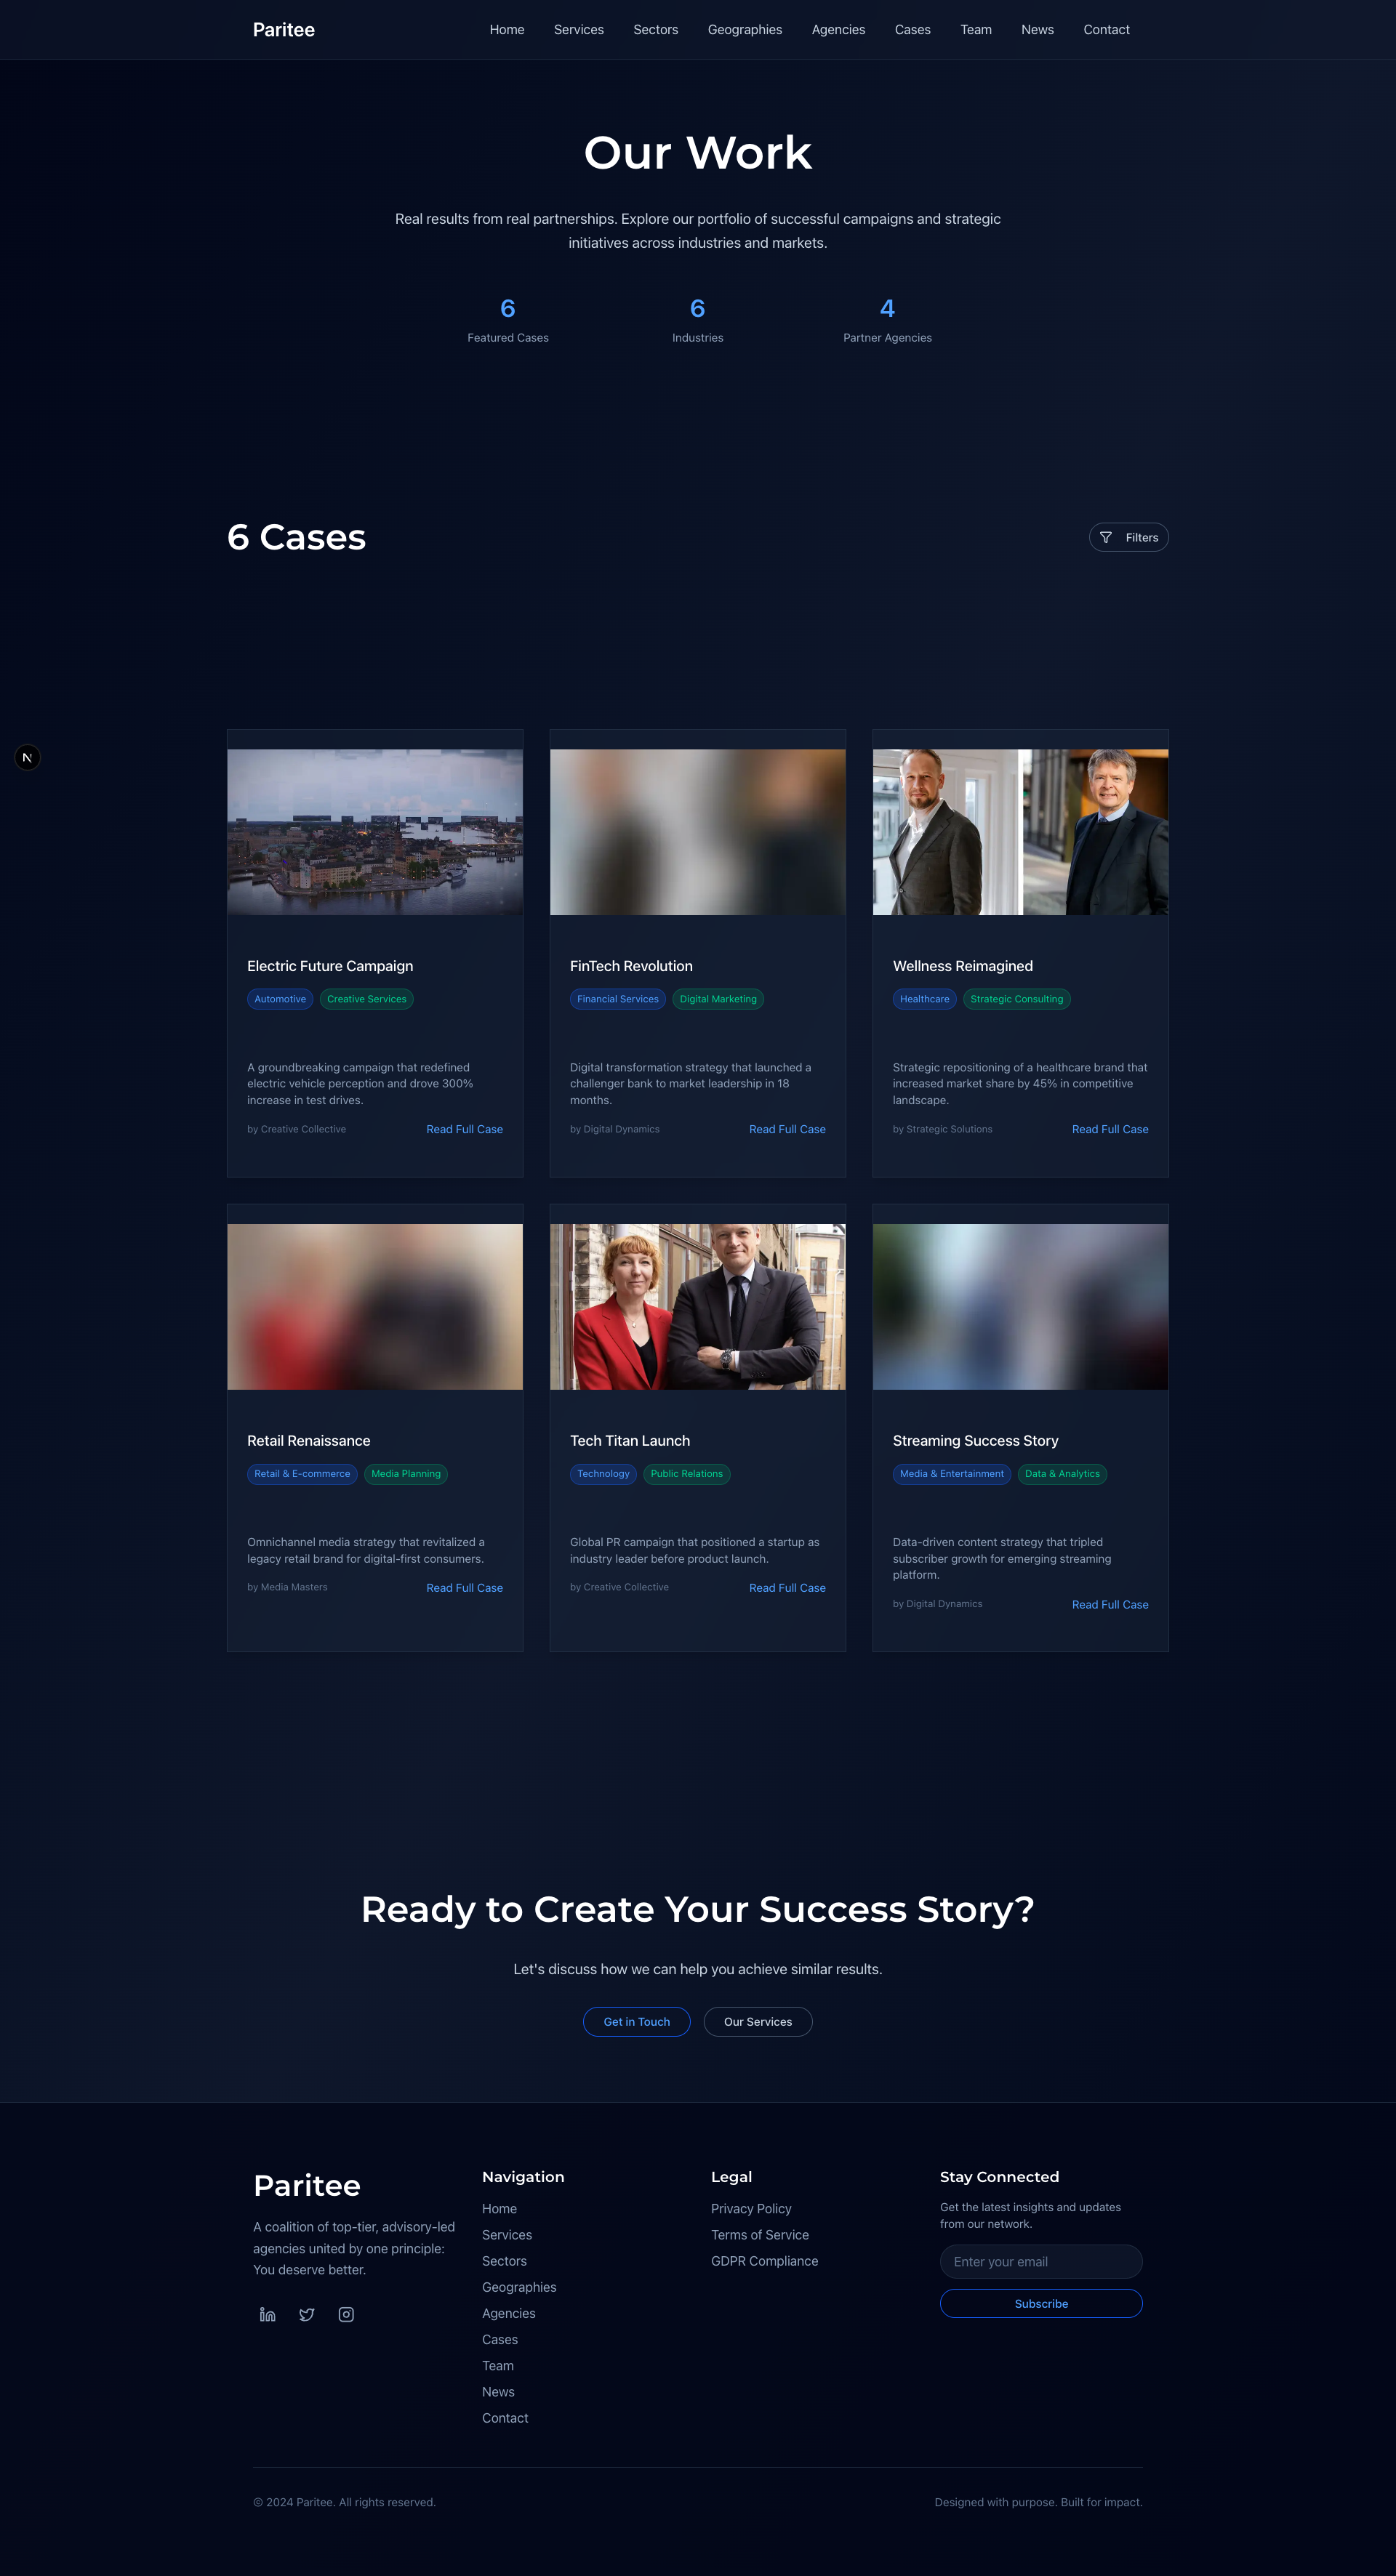 Paritee
Home Services Sectors Geographies Agencies Cases Team News Contact
Our Work
Real results from real partnerships. Explore our portfolio of successful campaigns and strategic
initiatives across industries and markets.
6 6 4
Featured Cases Industries Partner Agencies
6 Cases
Filters
N
Electric Future Campaign
Automotive Creative Services
A groundbreaking campaign that redefined
electric vehicle perception and drove 300%
increase in test drives.
by Creative Collective Read Full Case
FinTech Revolution
Financial Services Digital Marketing
Digital transformation strategy that launched a
challenger bank to market leadership in 18
months.
by Digital Dynamics Read Full Case
Wellness Reimagined
Healthcare Strategic Consulting
Strategic repositioning of a healthcare brand that
increased market share by 45% in competitive
landscape.
by Strategic Solutions Read Full Case
Retail Renaissance
Retail & E-commerce Media Planning
Omnichannel media strategy that revitalized a
legacy retail brand for digital-first consumers.
by Media Masters Read Full Case
Tech Titan Launch
Technology Public Relations
Global PR campaign that positioned a startup as
industry leader before product launch.
by Creative Collective Read Full Case
Streaming Success Story
Media & Entertainment Data & Analytics
Data-driven content strategy that tripled
subscriber growth for emerging streaming
platform.
by Digital Dynamics Read Full Case
Ready to Create Your Success Story?
Let's discuss how we can help you achieve similar results.
Get in Touch Our Services
Paritee
A coalition of top-tier, advisory-led
agencies united by one principle:
You deserve better.
Navigation
Home
Services
Sectors
Geographies
Agencies
Cases
Team
News
Contact
Legal
Privacy Policy
Terms of Service
GDPR Compliance
Stay Connected
Get the latest insights and updates
from our network.
Enter your email
Subscribe
© 2024 Paritee. All rights reserved.
Designed with purpose. Built for impact.